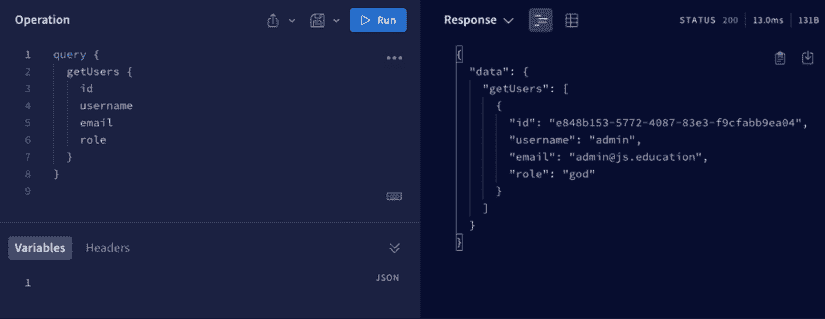 Operation
Run
1 query {
2 getUsers {
3 id
4 username
5 email
6 role
7 }
8 }
9
Variables Headers
JSON
1
Response
STATUS 200 13.0ms 131B
{
"data": {
"getUsers": [
{
"id": "e848b153-5772-4087-83e3-f9cfabb9ea04",
"username": "admin",
"email": "admin@js.education",
"role": "god"
}
]
}
}